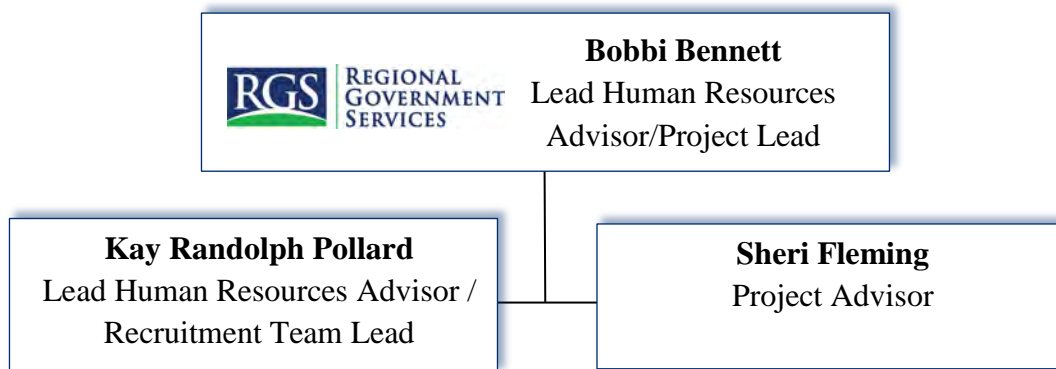 RGS REGIONAL
GOVERNMENT
SERVICES
Bobbi Bennett
Lead Human Resources
Advisor/Project Lead
Kay Randolph Pollard
Lead Human Resources Advisor /
Recruitment Team Lead
Sheri Fleming
Project Advisor